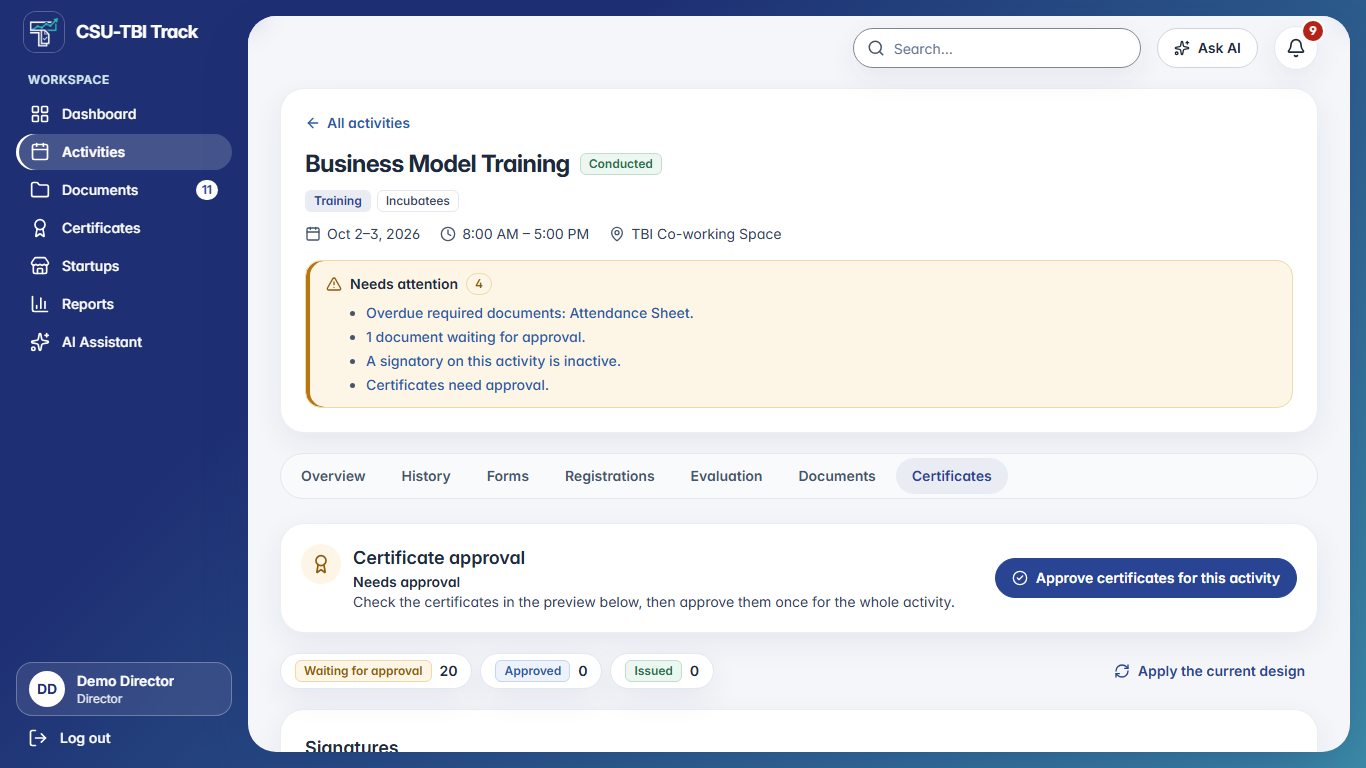 CSU-TBI Track
WORKSPACE
Dashboard
Activities
Documents 11
Certificates
Startups
Reports
AI Assistant
DD
Demo Director
Director
Log out
Search...
Ask AI
9
All activities
Business Model Training Conducted
Training Incubatees
Oct 2–3, 2026 8:00 AM – 5:00 PM TBI Co-working Space
Needs attention 4
Overdue required documents: Attendance Sheet.
1 document waiting for approval.
A signatory on this activity is inactive.
Certificates need approval.
Overview History Forms Registrations Evaluation Documents Certificates
Certificate approval
Needs approval
Check the certificates in the preview below, then approve them once for the whole activity.
Approve certificates for this activity
Waiting for approval 20 Approved 0 Issued 0
Apply the current design
Signatures